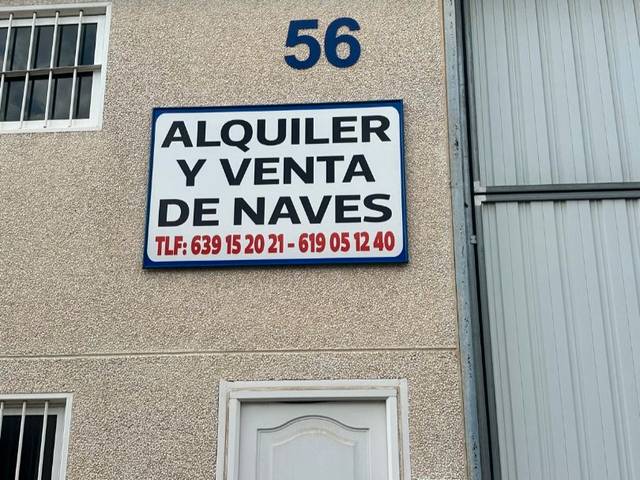 56
ALQUILER
Y VENTA
DE NAVES
TLF: 639 15 20 21 - 619 05 12 40